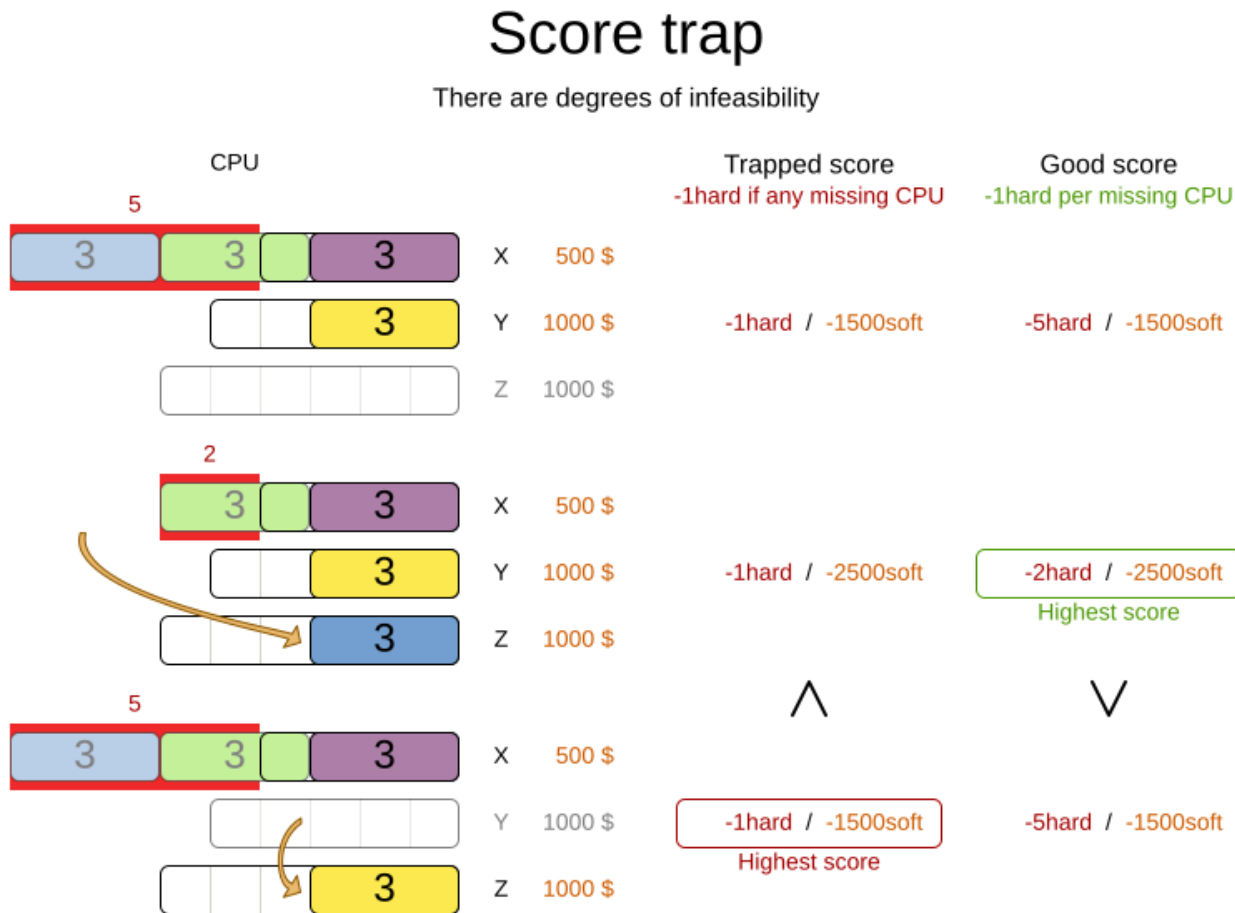 Score trap
There are degrees of infeasibility
CPU
Trapped score
Good score
-1hard if any missing CPU
-1hard per missing CPU
5
3 3 3 X 500 $
3 Y 1000 $ -1hard / -1500soft -5hard / -1500soft
Z 1000 $
2
3 3 X 500 $
3 Y 1000 $ -1hard / -2500soft -2hard / -2500soft
Highest score
3 Z 1000 $
5
3 3 3 X 500 $
Y 1000 $ -1hard / -1500soft -5hard / -1500soft
Highest score
3 Z 1000 $